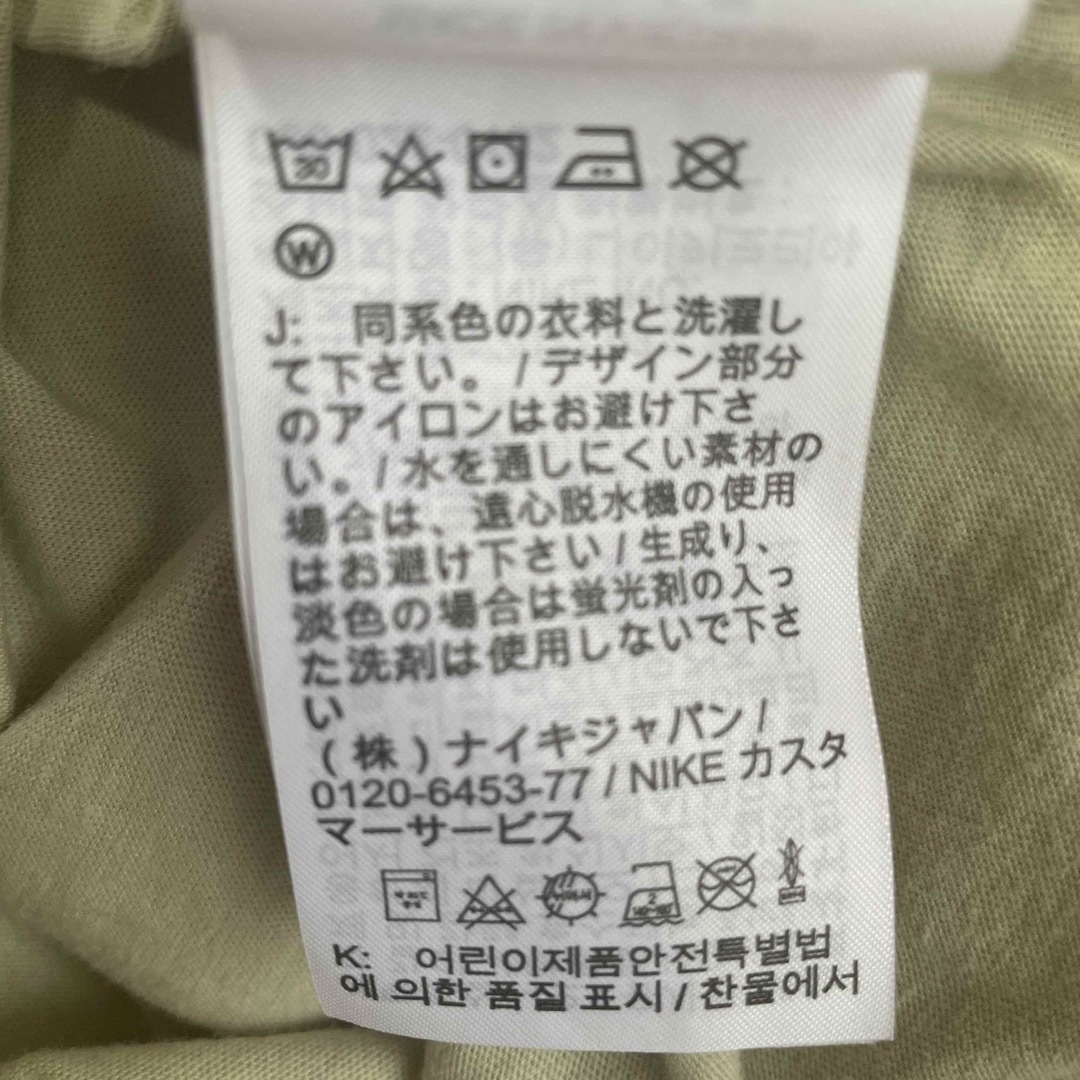 30
W
J: 同系色の衣料と洗濯し
て下さい。/デザイン部分
のアイロンはお避け下さ
い。/水を通しにくい素材の
場合は、遠心脱水機の使用
はお避け下さい/生成り、
淡色の場合は蛍光剤の入っ
た洗剤は使用しないで下さ
い
(株)ナイキジャパン/
0120-6453-77 / NIKE カスタ
マーサービス
K: 어린이제품안전특별법
에 의한 품질 표시 / 찬물에서